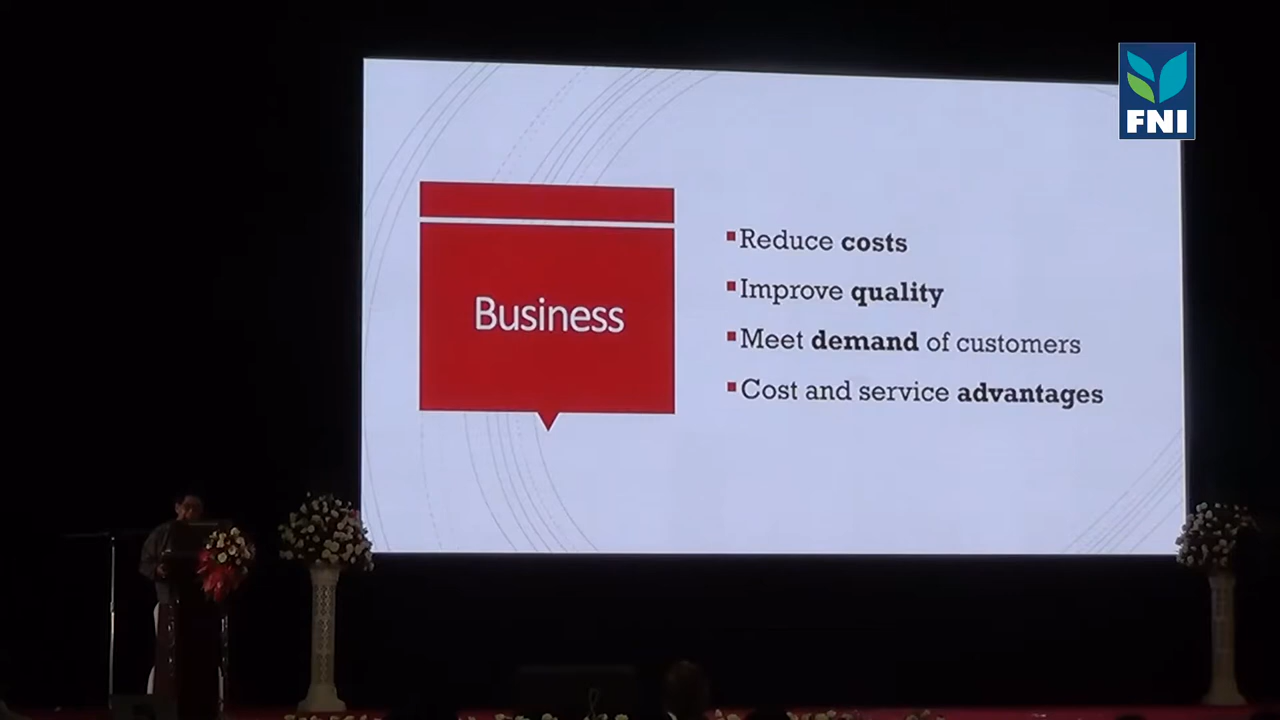 FNI
Business
Reduce costs
Improve quality
Meet demand of customers
Cost and service advantages